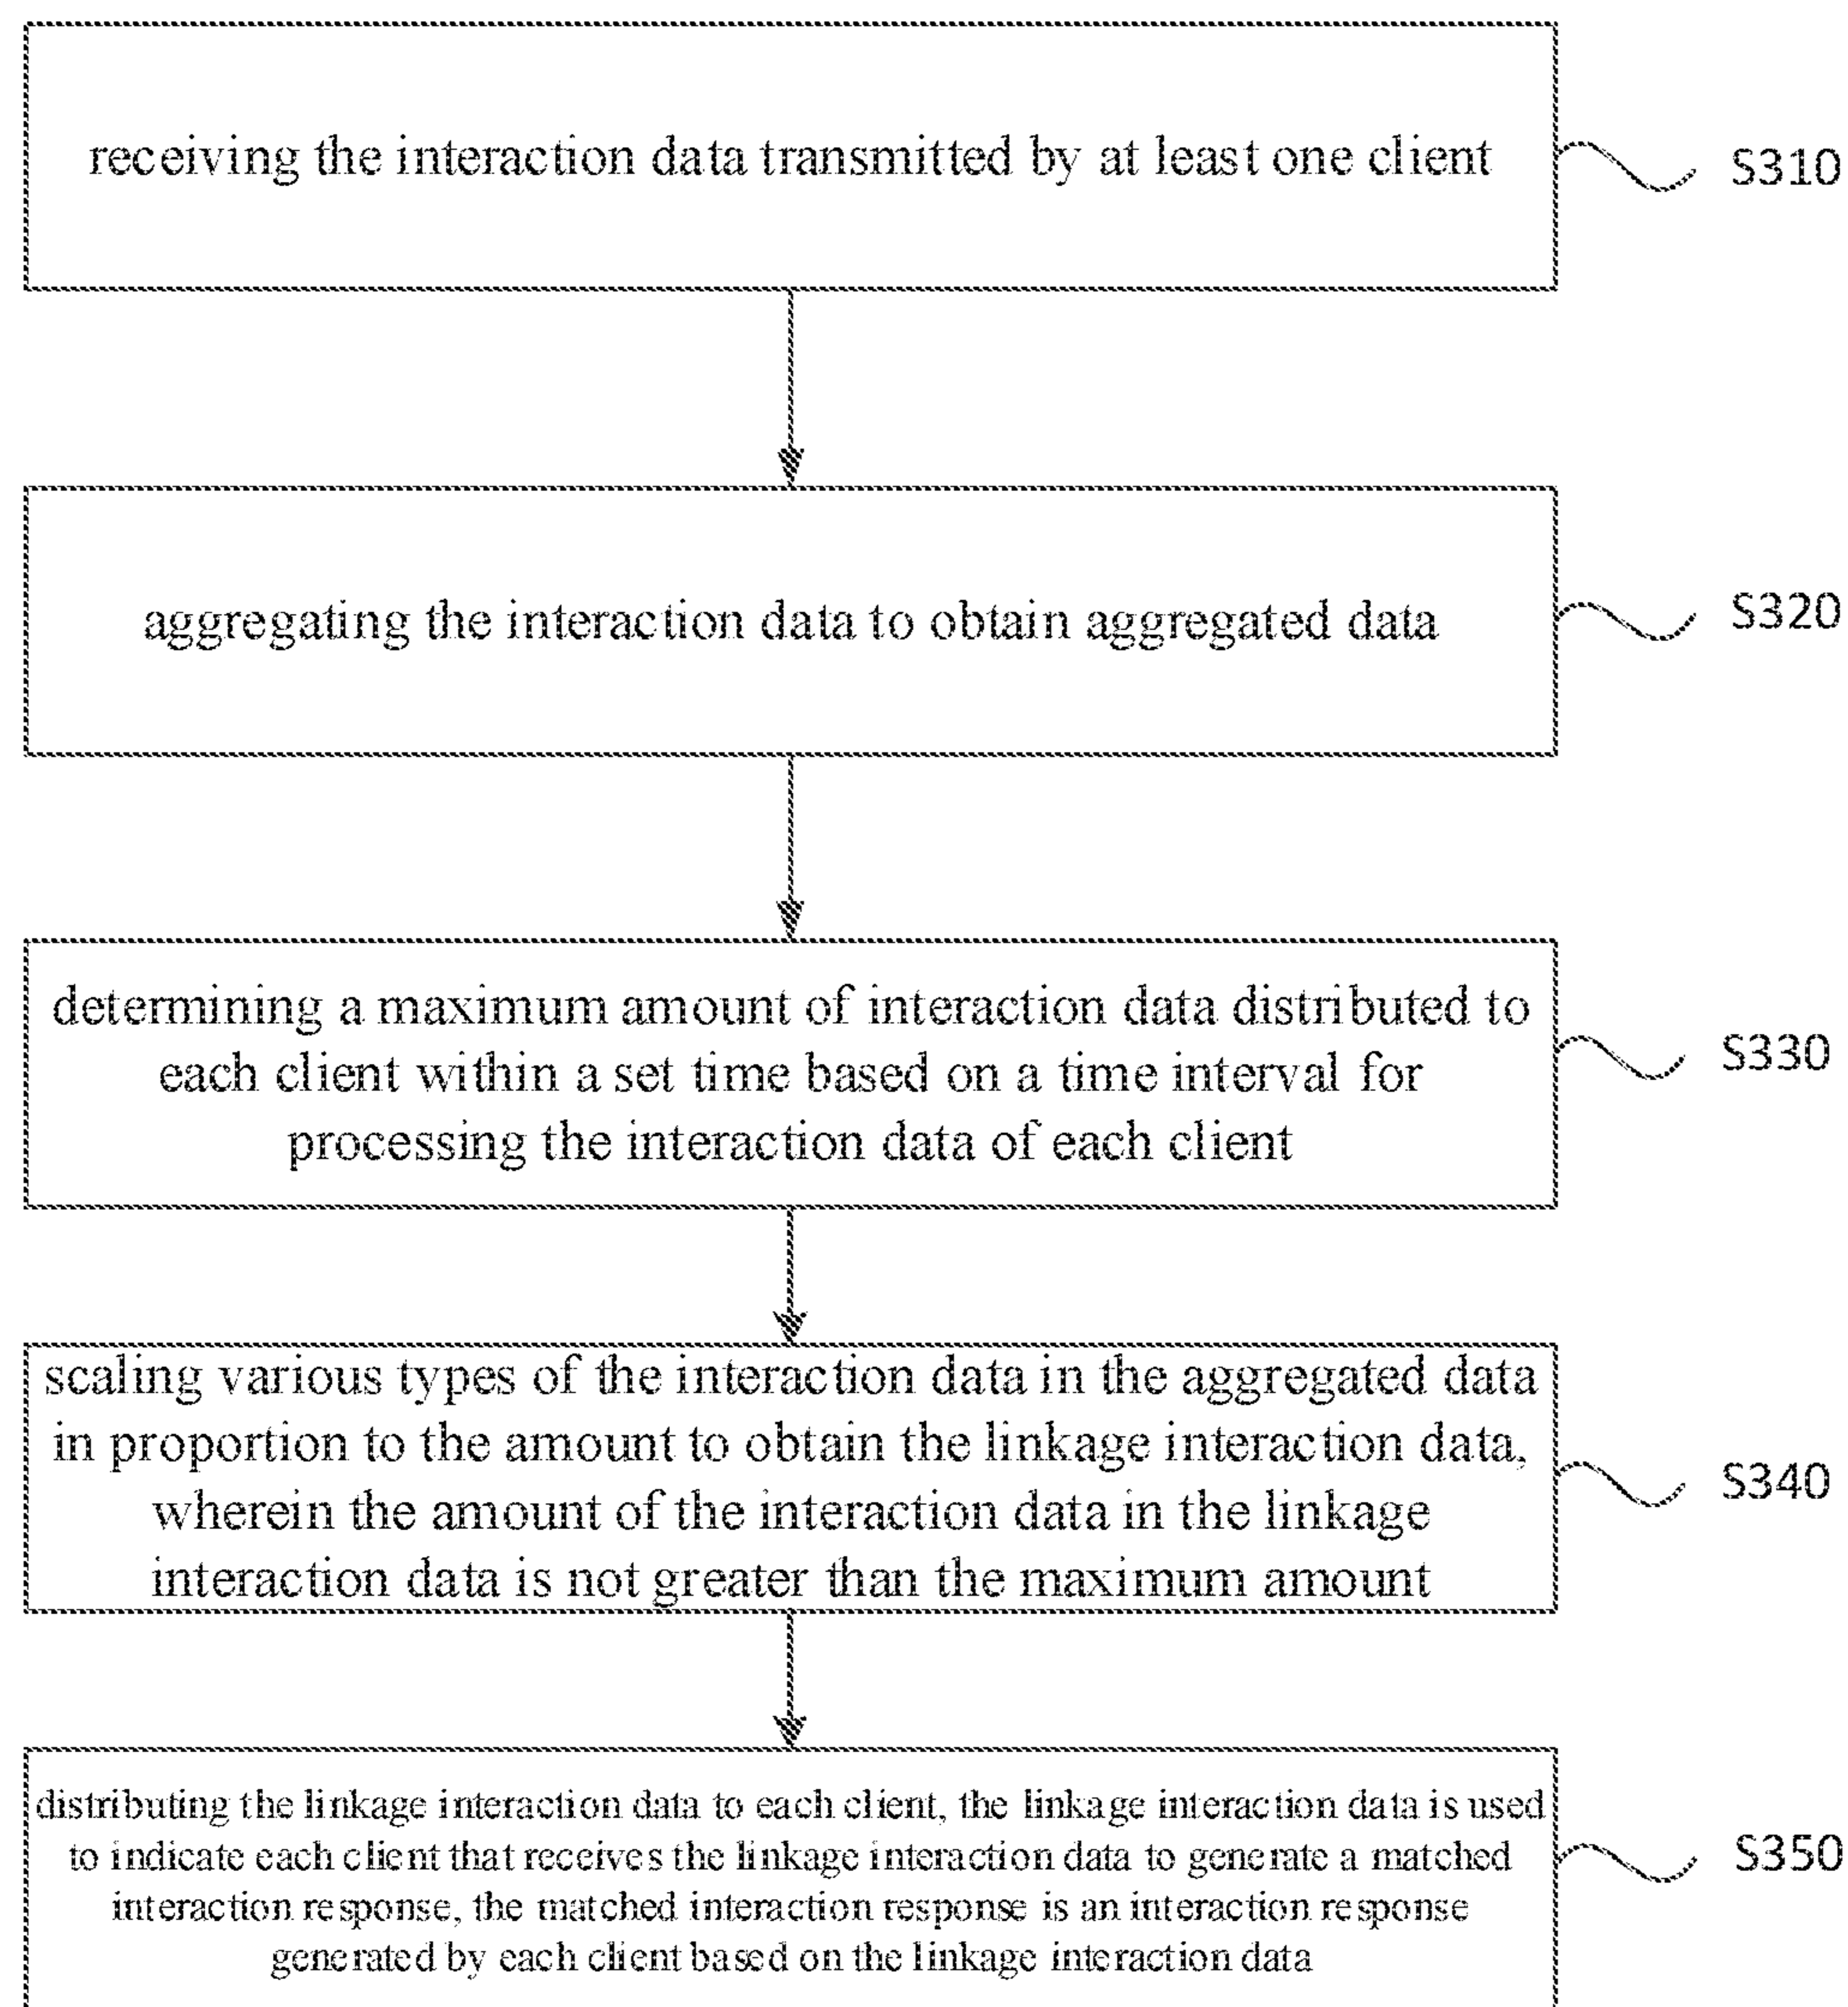 receiving the interaction data transmitted by at least one client
S310
aggregating the interaction data to obtain aggregated data
S320
determining a maximum amount of interaction data distributed to
each client within a set time based on a time interval for
processing the interaction data of each client
S330
scaling various types of the interaction data in the aggregated data
in proportion to the amount to obtain the linkage interaction data,
wherein the amount of the interaction data in the linkage
interaction data is not greater than the maximum amount
S340
distributing the linkage interaction data to each client, the linkage interaction data is used
to indicate each client that receives the linkage interaction data to generate a matched
interaction response, the matched interaction response is an interaction response
generated by each client based on the linkage interaction data
S350